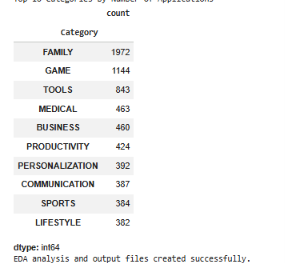 Top 10 Categories by Number of Applications
count
Category
FAMILY 1972
GAME 1144
TOOLS 843
MEDICAL 463
BUSINESS 460
PRODUCTIVITY 424
PERSONALIZATION 392
COMMUNICATION 387
SPORTS 384
LIFESTYLE 382
dtype: int64
EDA analysis and output files created successfully.